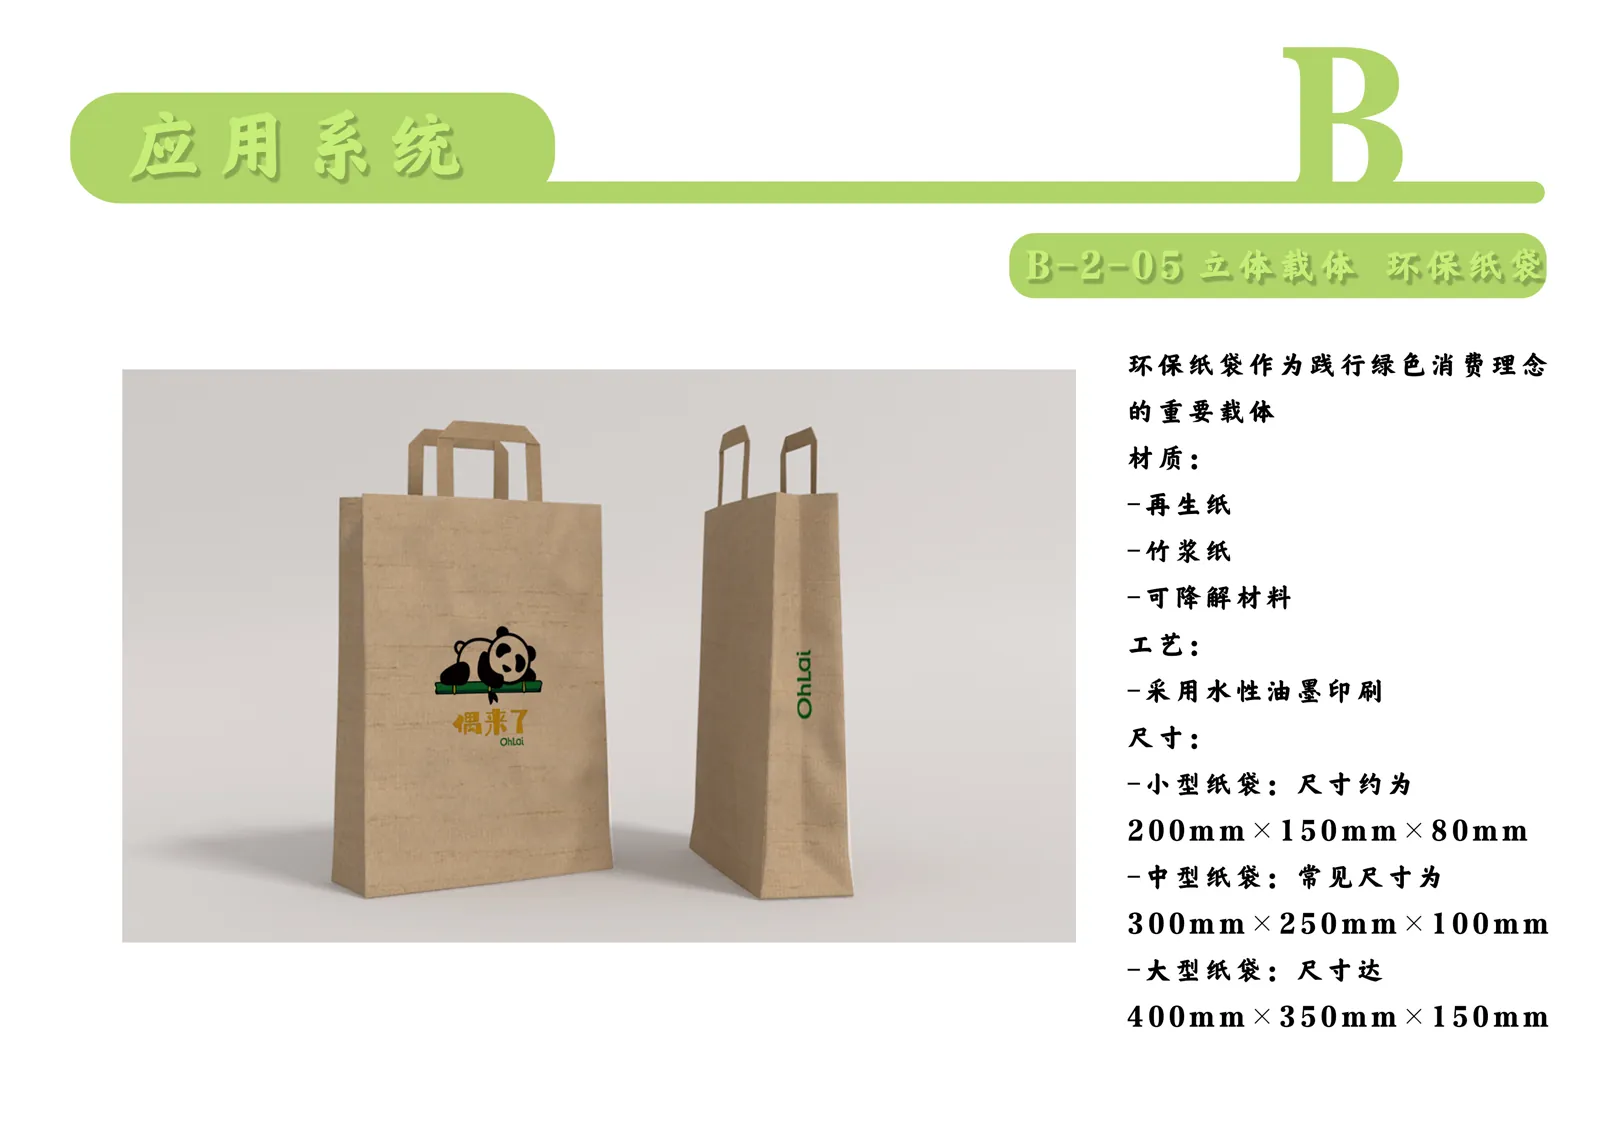 应用系统
B
B-2-05 立体载体 环保纸袋
环保纸袋作为践行绿色消费理念
的重要载体
材质：
-再生纸
-竹浆纸
-可降解材料
工艺：
-采用水性油墨印刷
尺寸：
-小型纸袋：尺寸约为
200mm×150mm×80mm
-中型纸袋：常见尺寸为
300mm×250mm×100mm
-大型纸袋：尺寸达
400mm×350mm×150mm
偶来了
OhLai
OhLai